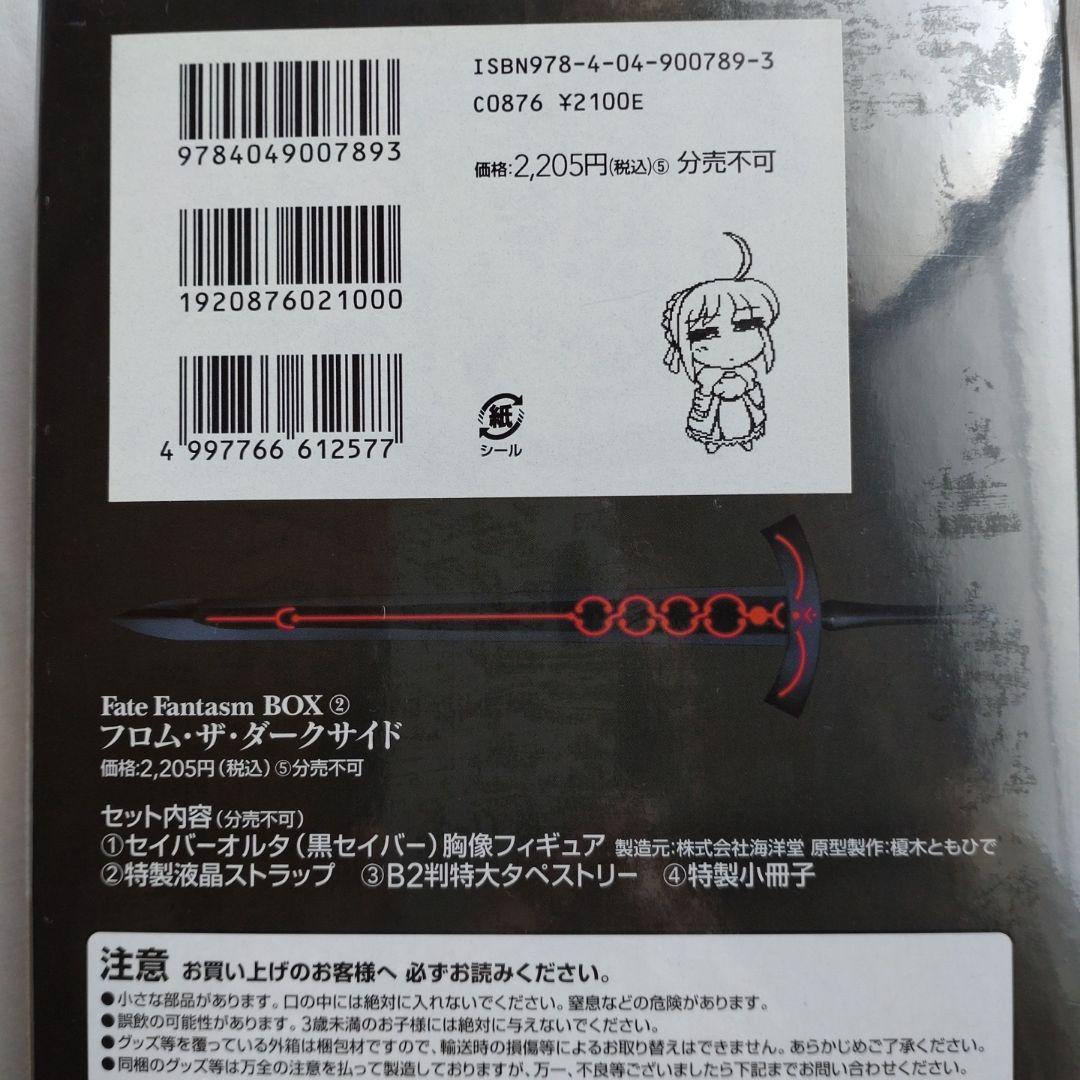 ISBN978-4-04-900789-3
C0876 ¥2100E
9784049007893
価格:2,205円(税込)⑤ 分売不可
1920876021000
4 997766 612577
紙
シール
Fate Fantasm BOX ②
フロム・ザ・ダークサイド
価格:2,205円(税込)⑤分売不可
セット内容(分売不可)
①セイバーオルタ(黒セイバー)胸像フィギュア 製造元:株式会社海洋堂 原型製作:榎木ともひで
②特製液晶ストラップ ③B2判特大タペストリー ④特製小冊子
注意 お買い上げのお客様へ 必ずお読みください。
●小さな部品があります。口の中には絶対に入れないでください。窒息などの危険があります。
●誤飲の可能性があります。3歳未満のお子様には絶対に与えないでください。
●グッズ等を覆っている外箱は梱包材ですので、輸送時の損傷等によるお取り替えはできません。あらかじめご了承ください。
●同梱のグッズ等は万全の注意を払って製造しておりますが、万一、不良等ございましたら下記までお問い合わせください。